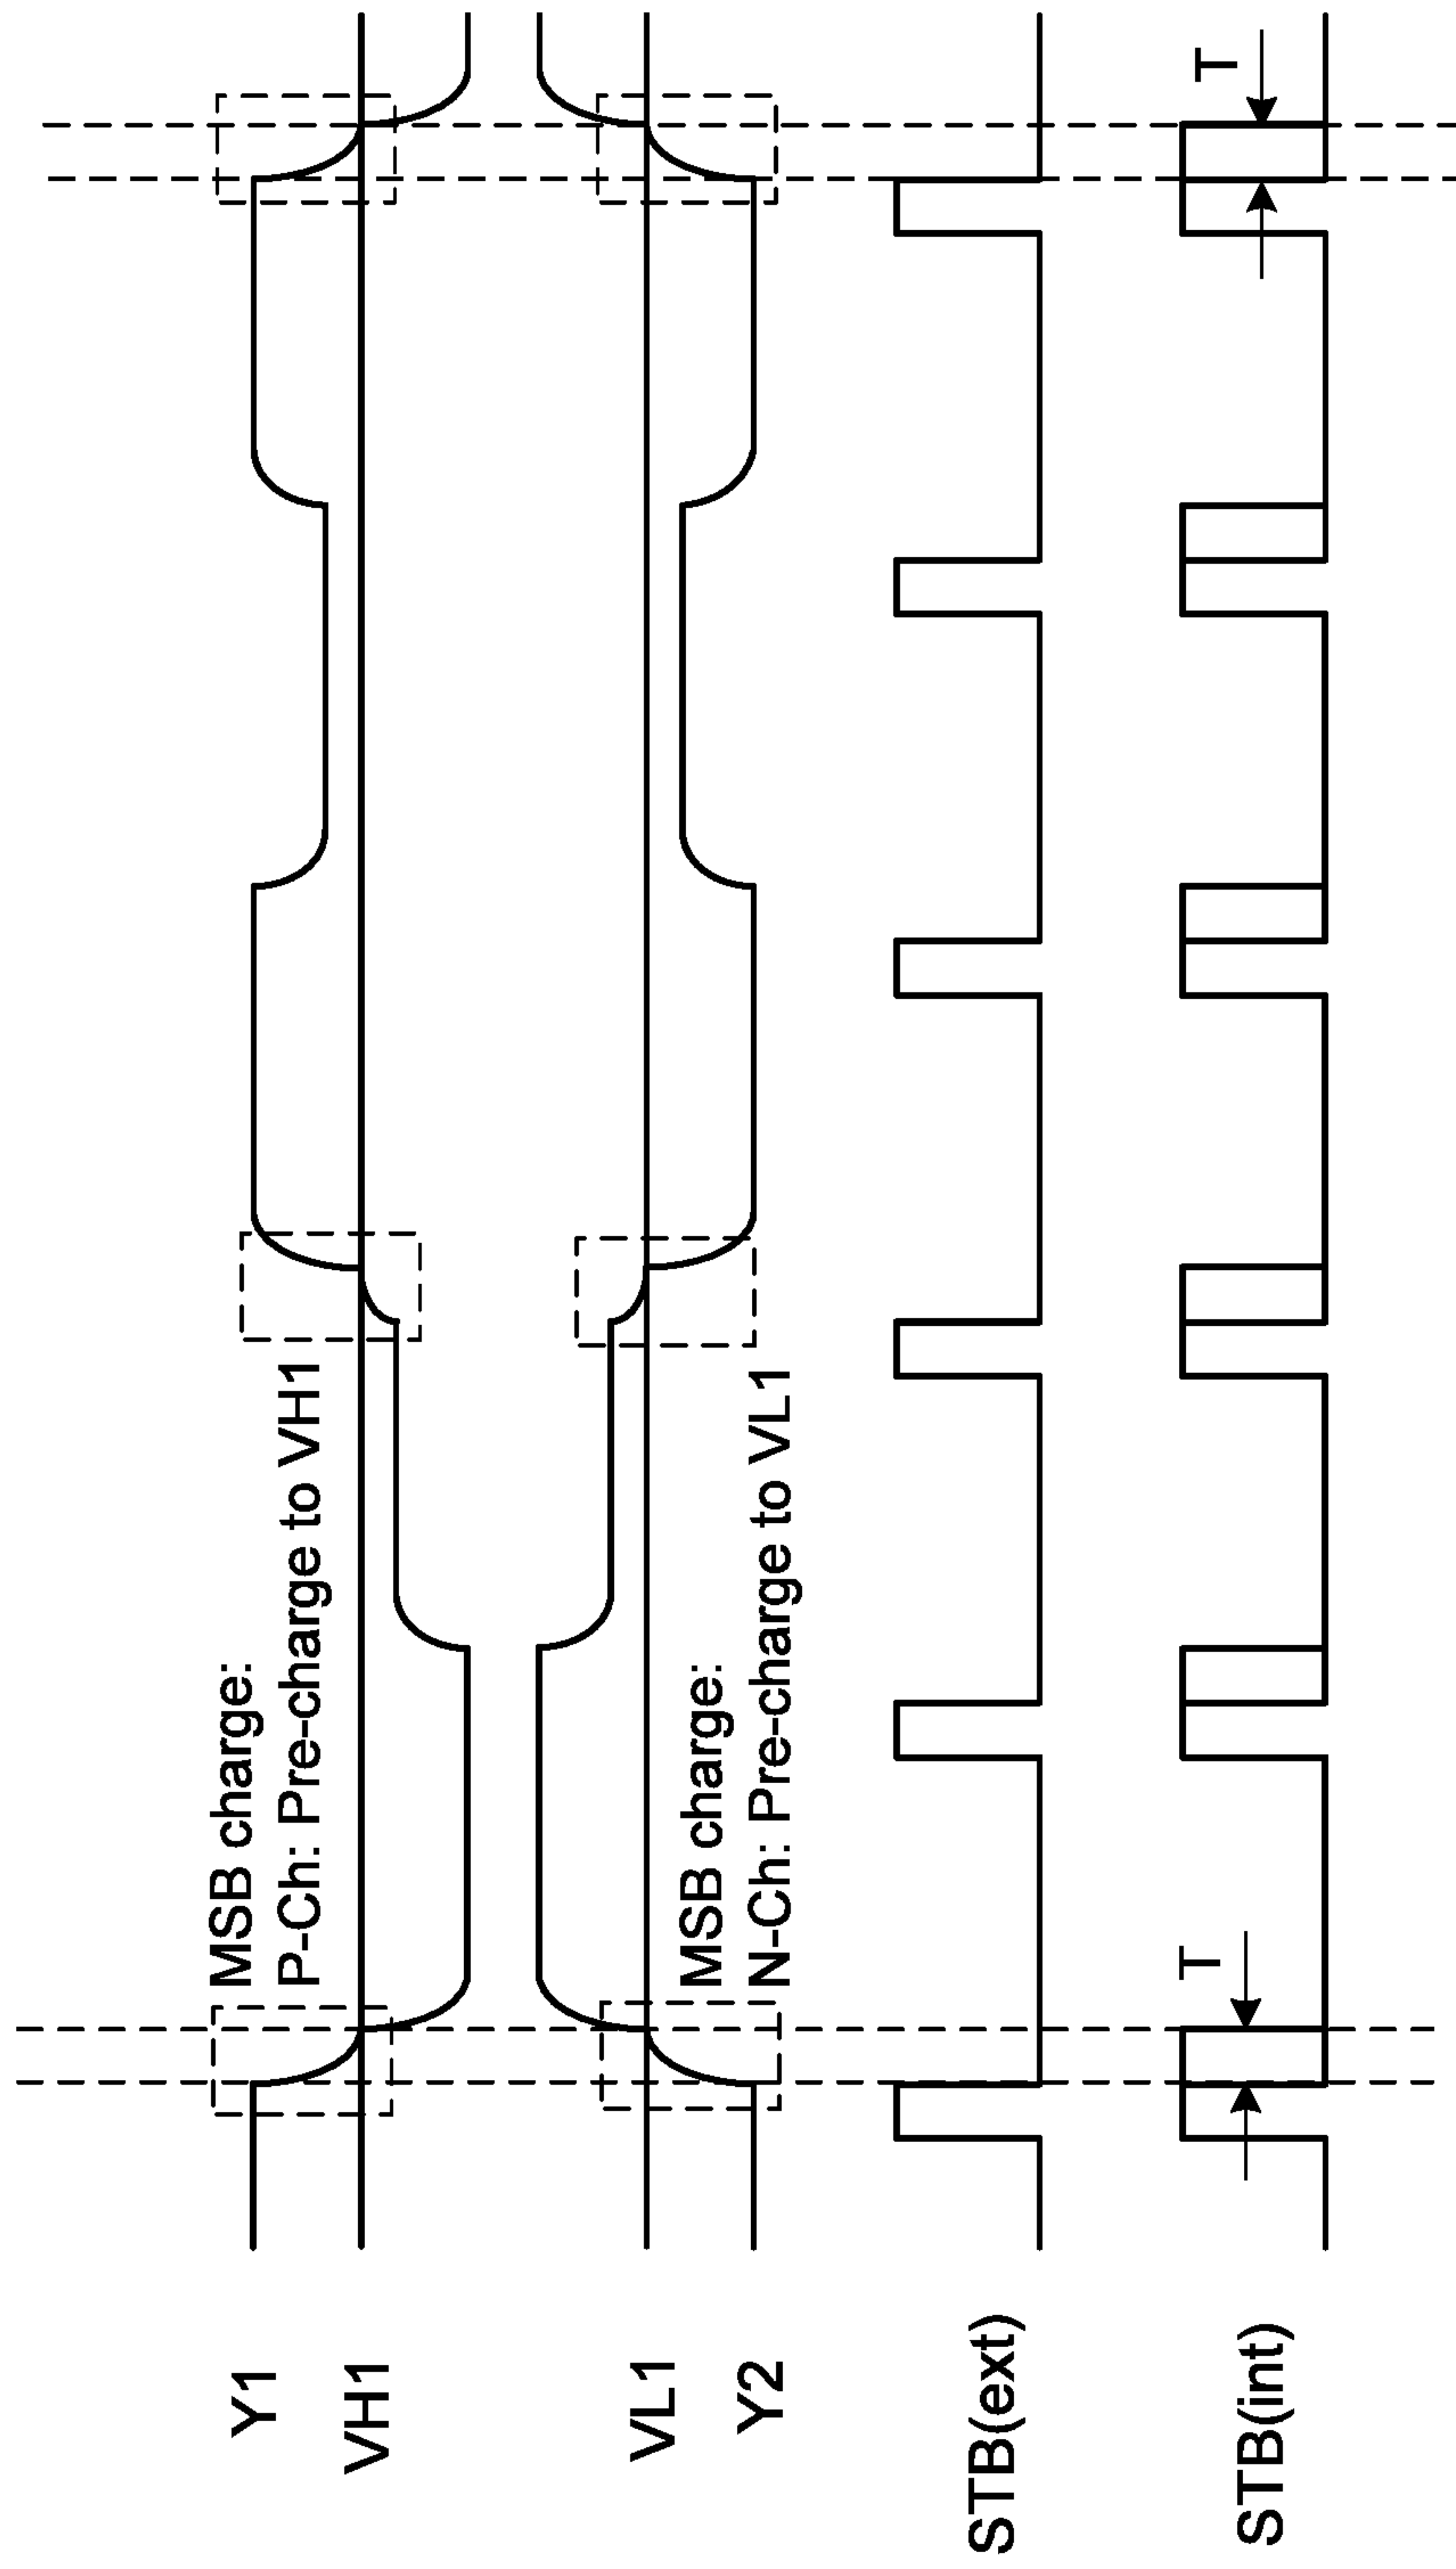 Y1
MSB charge:
P-Ch: Pre-charge to VH1
VH1
VL1
MSB charge:
N-Ch: Pre-charge to VL1
Y2
STB(ext)
STB(int)
T
T